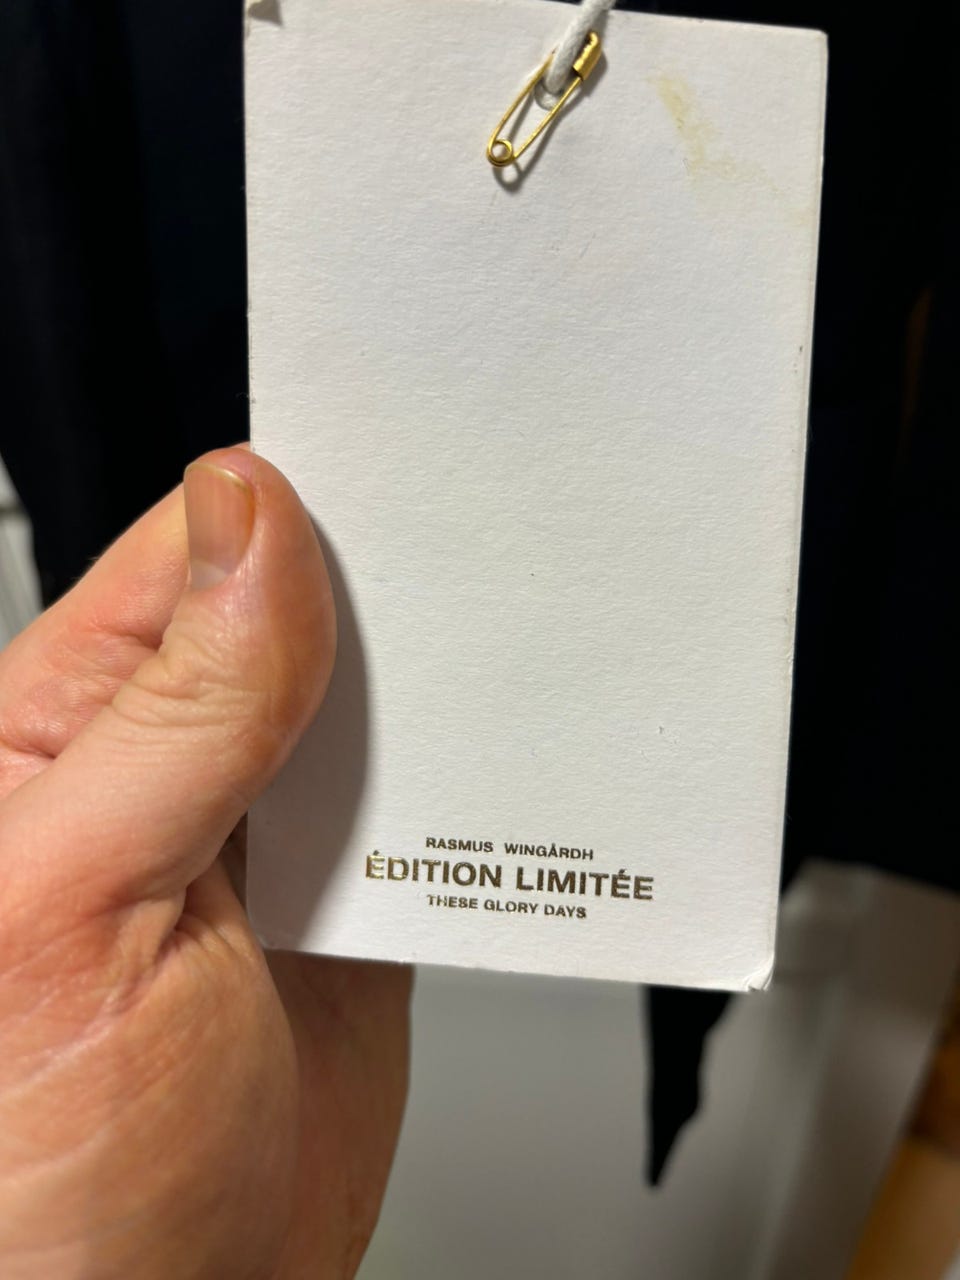 RASMUS WINGÅRDH
ÉDITION LIMITÉE
THESE GLORY DAYS